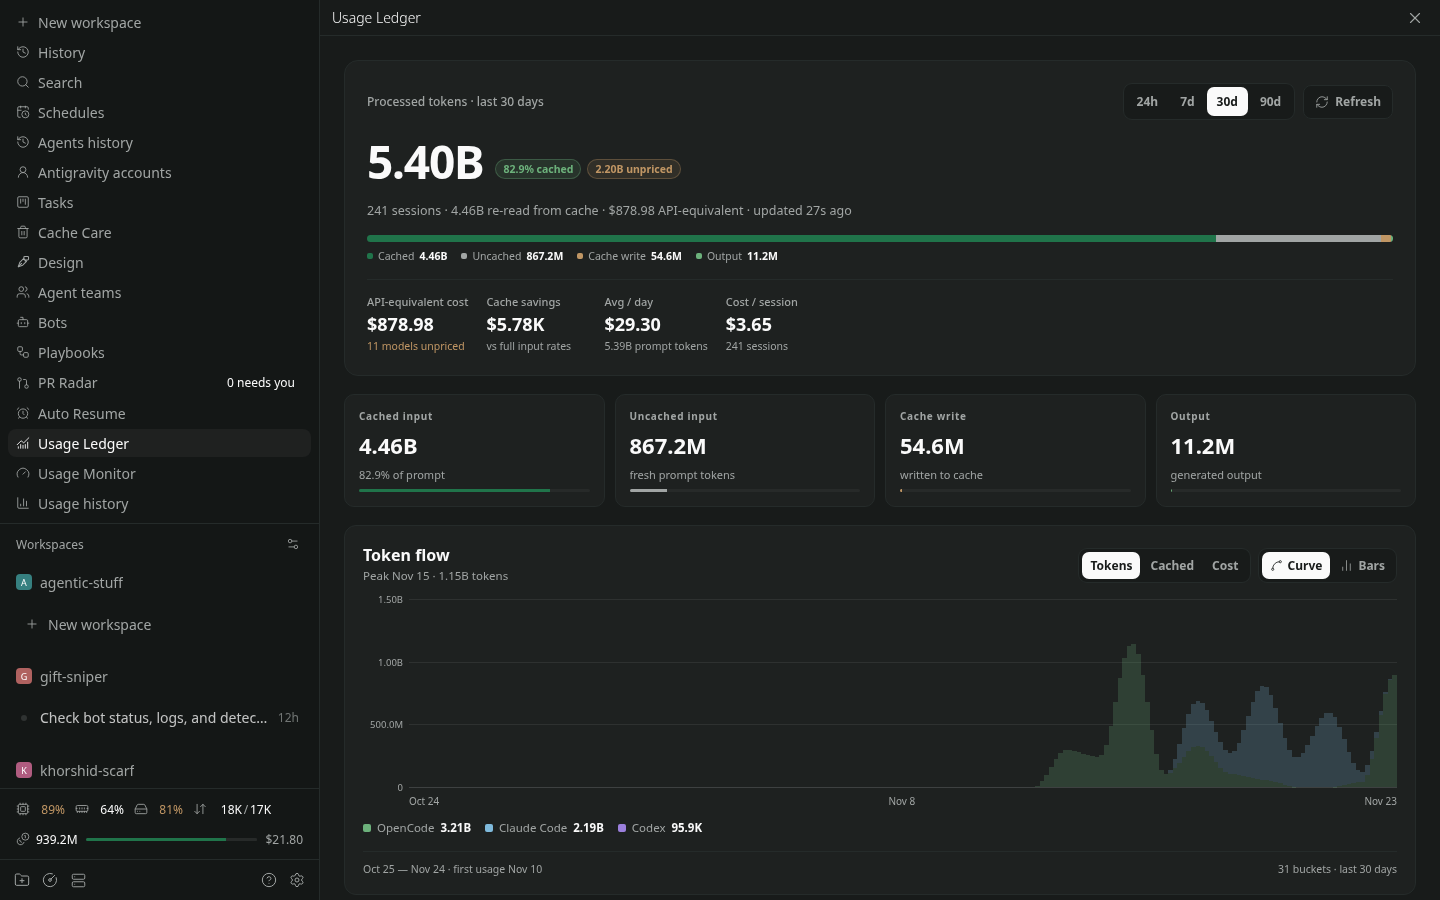 New workspace
History
Search
Schedules
Agents history
Antigravity accounts
Tasks
Cache Care
Design
Agent teams
Bots
Playbooks
PR Radar 0 needs you
Auto Resume
Usage Ledger
Usage Monitor
Usage history
Workspaces
A agentic-stuff
New workspace
G gift-sniper
Check bot status, logs, and detec... 12h
K khorshid-scarf
89% 64% 81% 18K/17K
939.2M $21.80
Usage Ledger
Processed tokens · last 30 days
24h 7d 30d 90d Refresh
5.40B 82.9% cached 2.20B unpriced
241 sessions · 4.46B re-read from cache · $878.98 API-equivalent · updated 27s ago
Cached 4.46B Uncached 867.2M Cache write 54.6M Output 11.2M
API-equivalent cost Cache savings Avg / day Cost / session
$878.98 $5.78K $29.30 $3.65
11 models unpriced vs full input rates 5.39B prompt tokens 241 sessions
Cached input
4.46B
82.9% of prompt
Uncached input
867.2M
fresh prompt tokens
Cache write
54.6M
written to cache
Output
11.2M
generated output
Token flow
Peak Nov 15 · 1.15B tokens
Tokens Cached Cost Curve Bars
1.50B
1.00B
500.0M
0
Oct 24 Nov 8 Nov 23
OpenCode 3.21B Claude Code 2.19B Codex 95.9K
Oct 25 — Nov 24 · first usage Nov 10 31 buckets · last 30 days